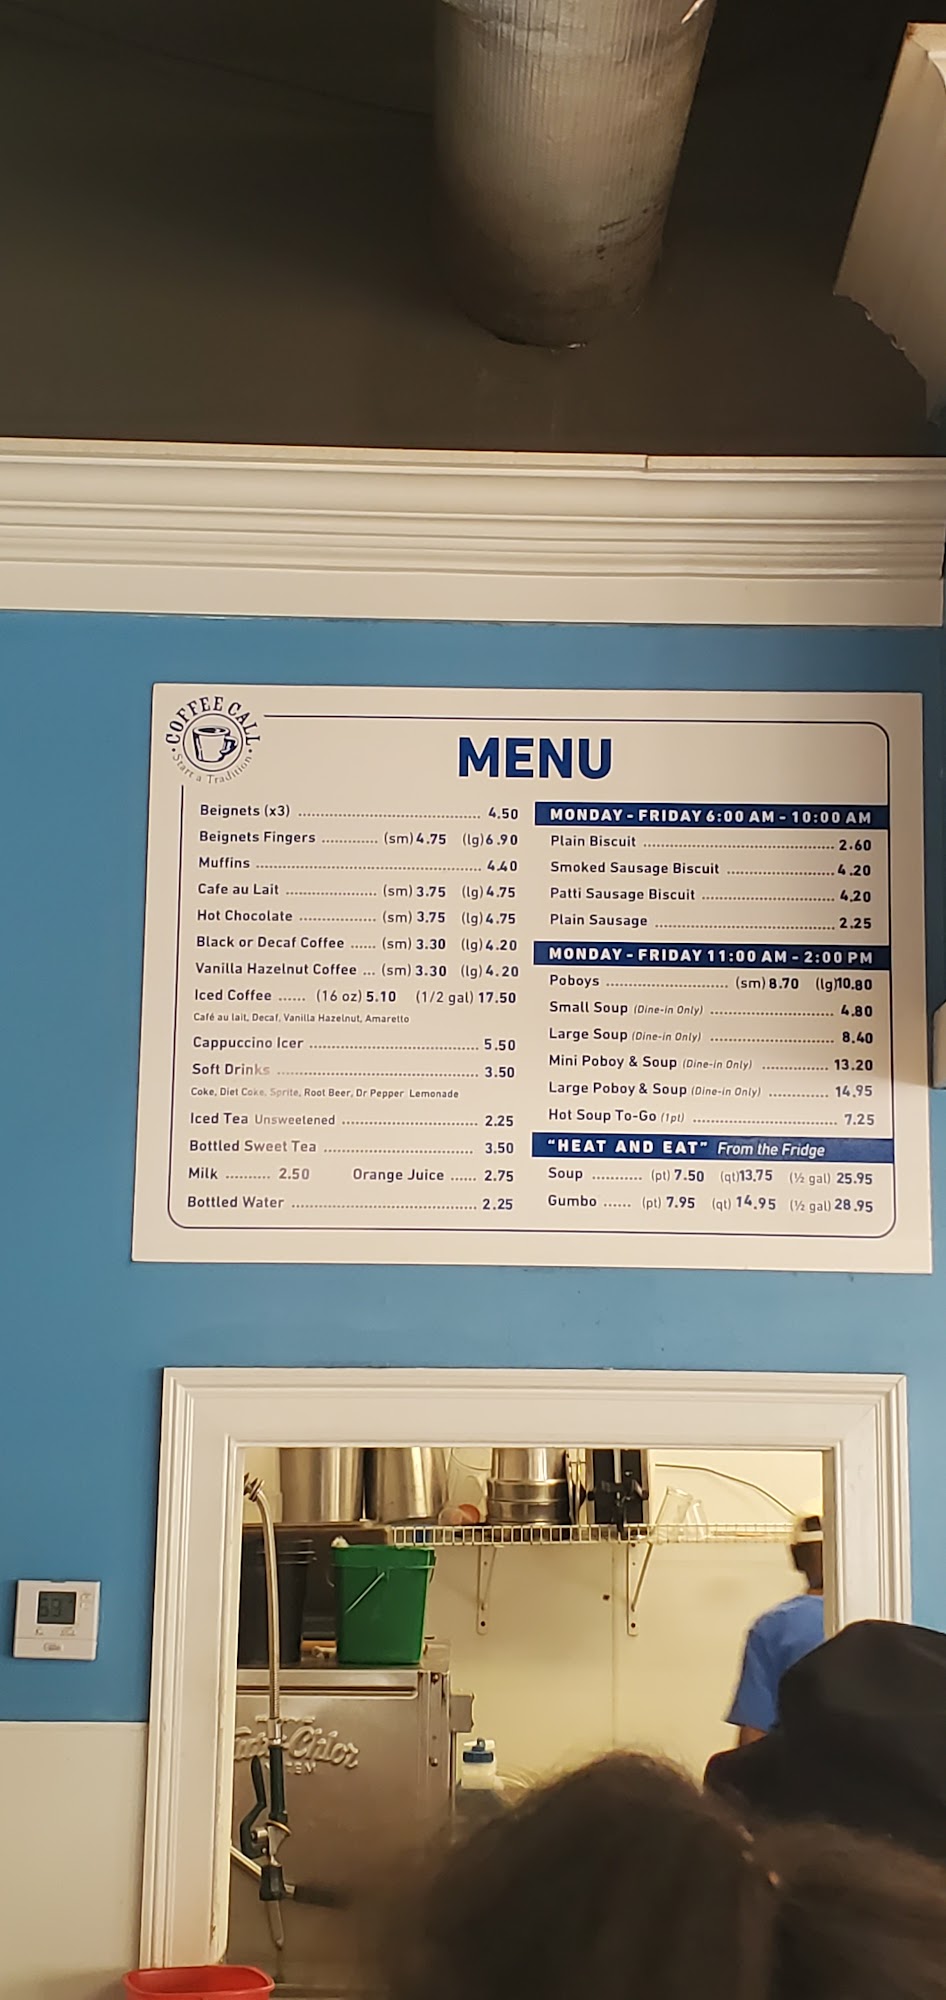 COFFEE CALL
Start a Tradition
MENU
Beignets (x3) 4.50
Beignets Fingers (sm) 4.75 (lg) 6.90
Muffins 4.40
Cafe au Lait (sm) 3.75 (lg) 4.75
Hot Chocolate (sm) 3.75 (lg) 4.75
Black or Decaf Coffee (sm) 3.30 (lg) 4.20
Vanilla Hazelnut Coffee (sm) 3.30 (lg) 4.20
Iced Coffee (16 oz) 5.10 (1/2 gal) 17.50
Café au lait, Decaf, Vanilla Hazelnut, Amaretto
Cappuccino Icer 5.50
Soft Drinks 3.50
Coke, Diet Coke, Sprite, Root Beer, Dr Pepper Lemonade
Iced Tea Unsweetened 2.25
Bottled Sweet Tea 3.50
Milk 2.50 Orange Juice 2.75
Bottled Water 2.25
MONDAY - FRIDAY 6:00 AM - 10:00 AM
Plain Biscuit 2.60
Smoked Sausage Biscuit 4.20
Patti Sausage Biscuit 4.20
Plain Sausage 2.25
MONDAY - FRIDAY 11:00 AM - 2:00 PM
Poboys (sm) 8.70 (lg) 10.80
Small Soup (Dine-in Only) 4.80
Large Soup (Dine-in Only) 8.40
Mini Poboy & Soup (Dine-in Only) 13.20
Large Poboy & Soup (Dine-in Only) 14.95
Hot Soup To-Go (1pt) 7.25
"HEAT AND EAT" From the Fridge
Soup (pt) 7.50 (qt) 13.75 (½ gal) 25.95
Gumbo (pt) 7.95 (qt) 14.95 (½ gal) 28.95